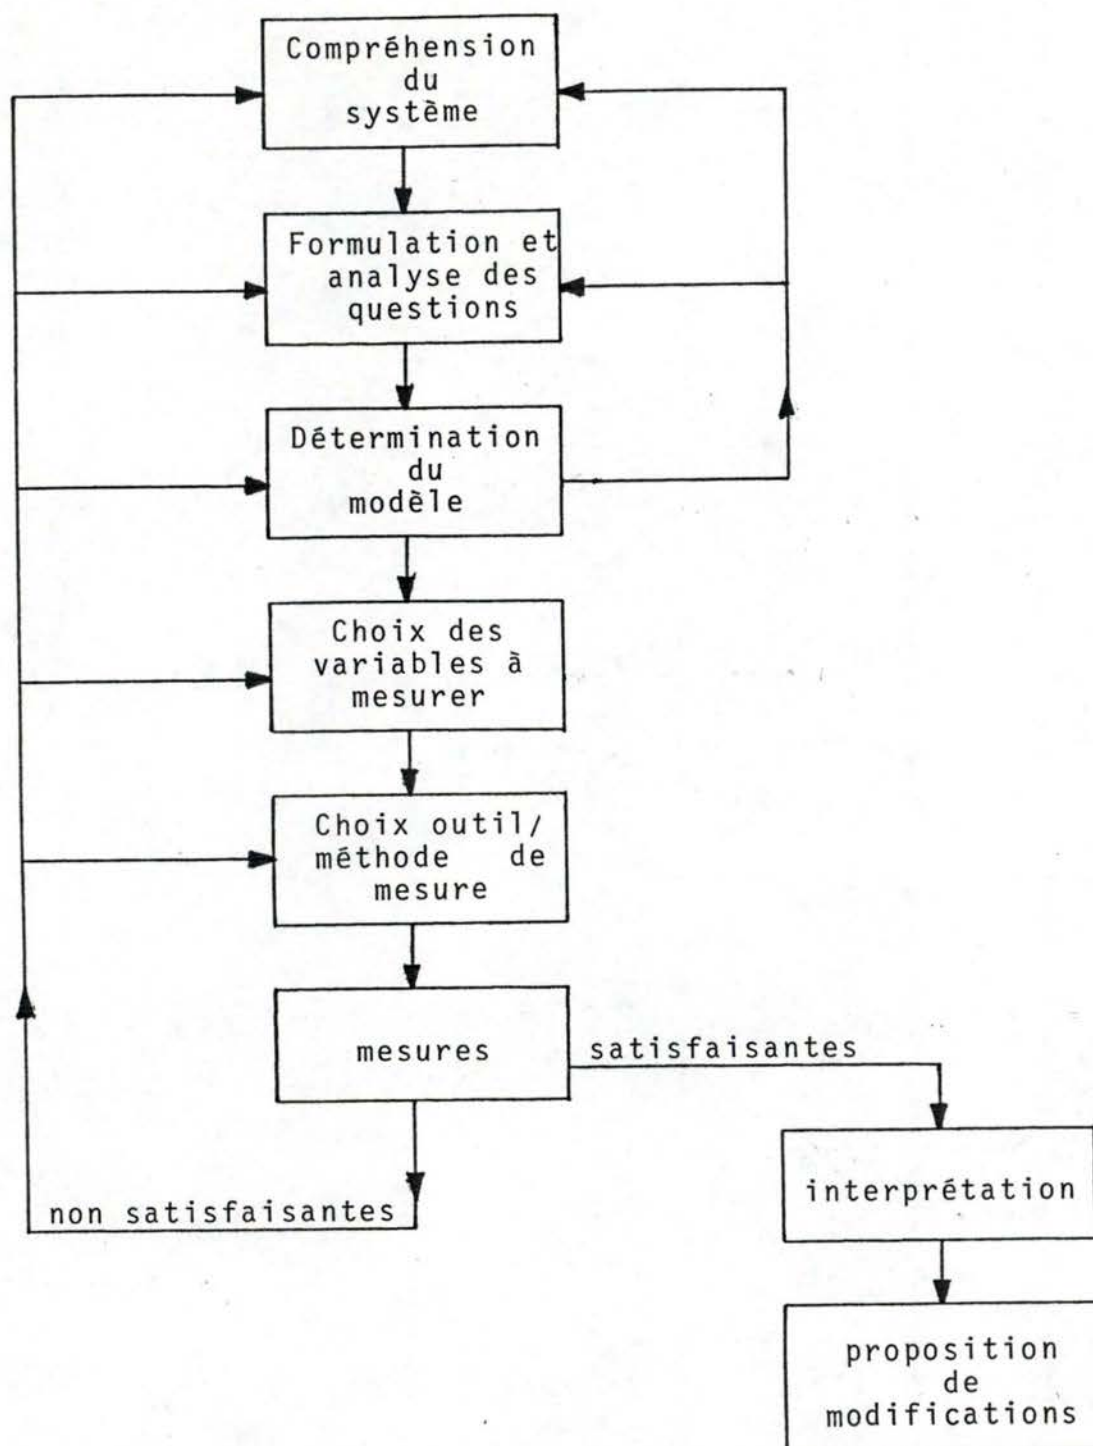 Compréhension
du
système
Formulation et
analyse des
questions
Détermination
du
modèle
Choix des
variables à
mesurer
Choix outil/
méthode de
mesure
mesures
satisfaisantes
non satisfaisantes
interprétation
proposition
de
modifications